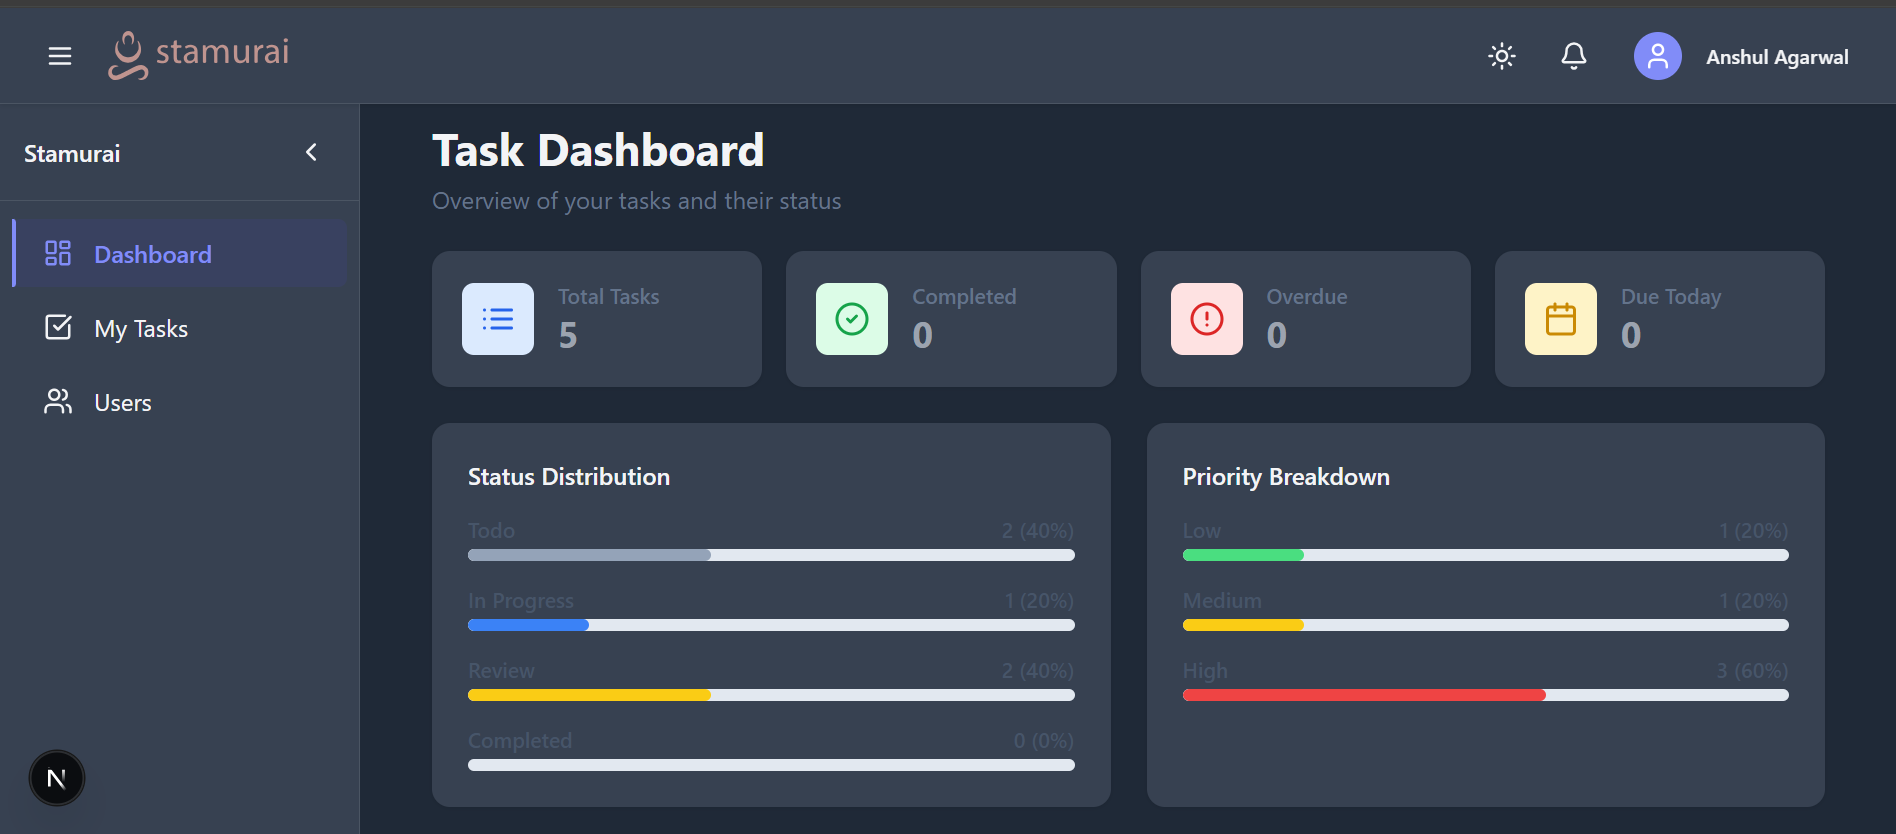 stamurai
Anshul Agarwal
Stamurai
Dashboard
My Tasks
Users
N
Task Dashboard
Overview of your tasks and their status
Total Tasks
5
Completed
0
Overdue
0
Due Today
0
Status Distribution
Todo 2 (40%)
In Progress 1 (20%)
Review 2 (40%)
Completed 0 (0%)
Priority Breakdown
Low 1 (20%)
Medium 1 (20%)
High 3 (60%)